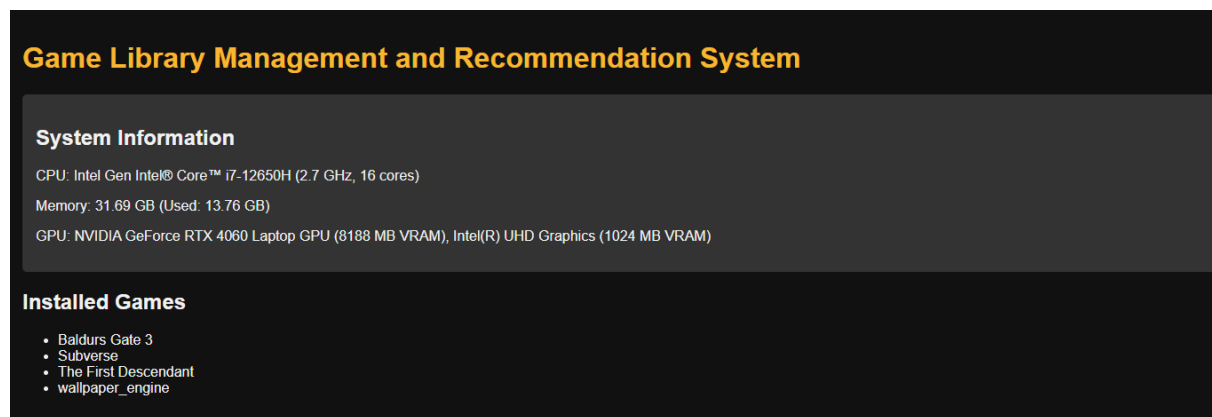 Game Library Management and Recommendation System
System Information
CPU: Intel Gen Intel® Core™ i7-12650H (2.7 GHz, 16 cores)
Memory: 31.69 GB (Used: 13.76 GB)
GPU: NVIDIA GeForce RTX 4060 Laptop GPU (8188 MB VRAM), Intel(R) UHD Graphics (1024 MB VRAM)
Installed Games
• Baldurs Gate 3
• Subverse
• The First Descendant
• wallpaper_engine